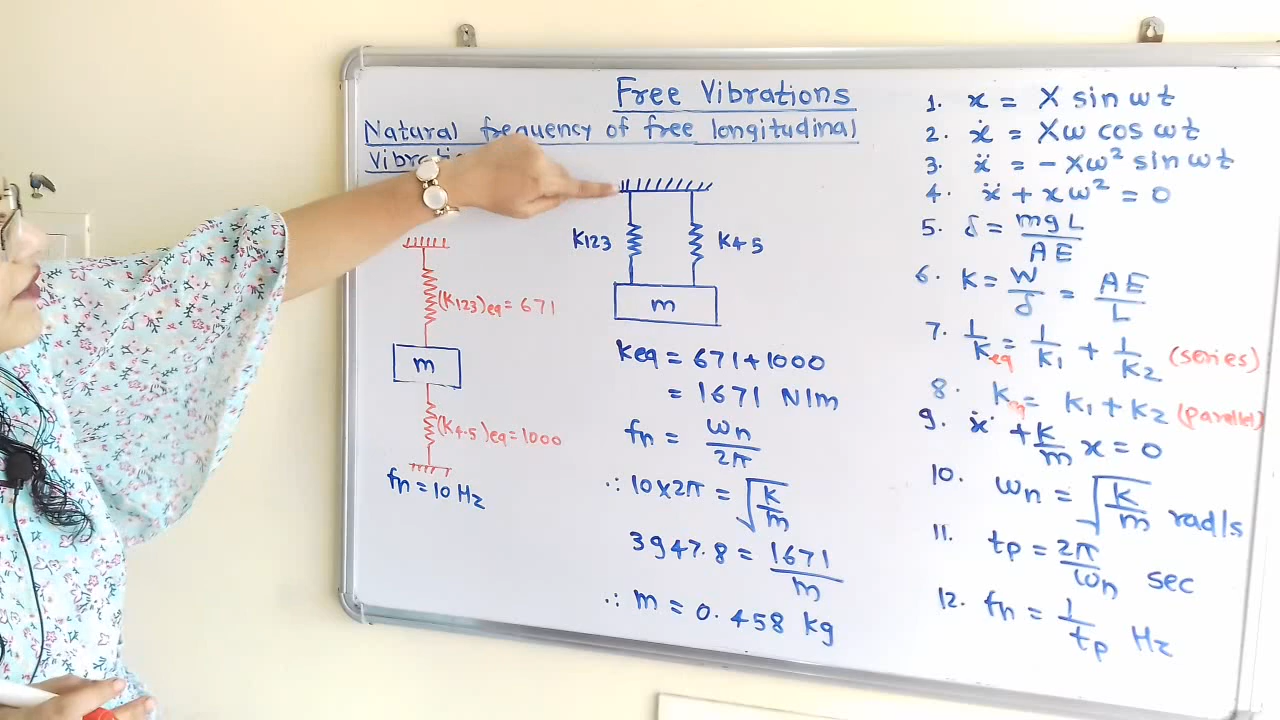 Free Vibrations
Natural frequency of free longitudinal
(K123)eq = 671
m
(K4-5)eq = 1000
fn = 10 Hz
K123
K4-5
m
Keq = 671 + 1000
= 1671 N/m
fn = ωn / 2π
∴ 10×2π = √(K/m)
3947.8 = 1671 / m
∴ m = 0.458 kg
1. x = X sin ωt
2. ẋ = Xω cos ωt
3. ẍ = - Xω² sin ωt
4. ẍ + xω² = 0
5. δ = mgL / AE
6. K = W / δ = AE / L
7. 1/Keq = 1/K1 + 1/K2 (series)
8. Keq = K1 + K2 (parallel)
9. ẍ + K/m x = 0
10. ωn = √(K/m) rad/s
11. tp = 2π / ωn sec
12. fn = 1 / tp Hz